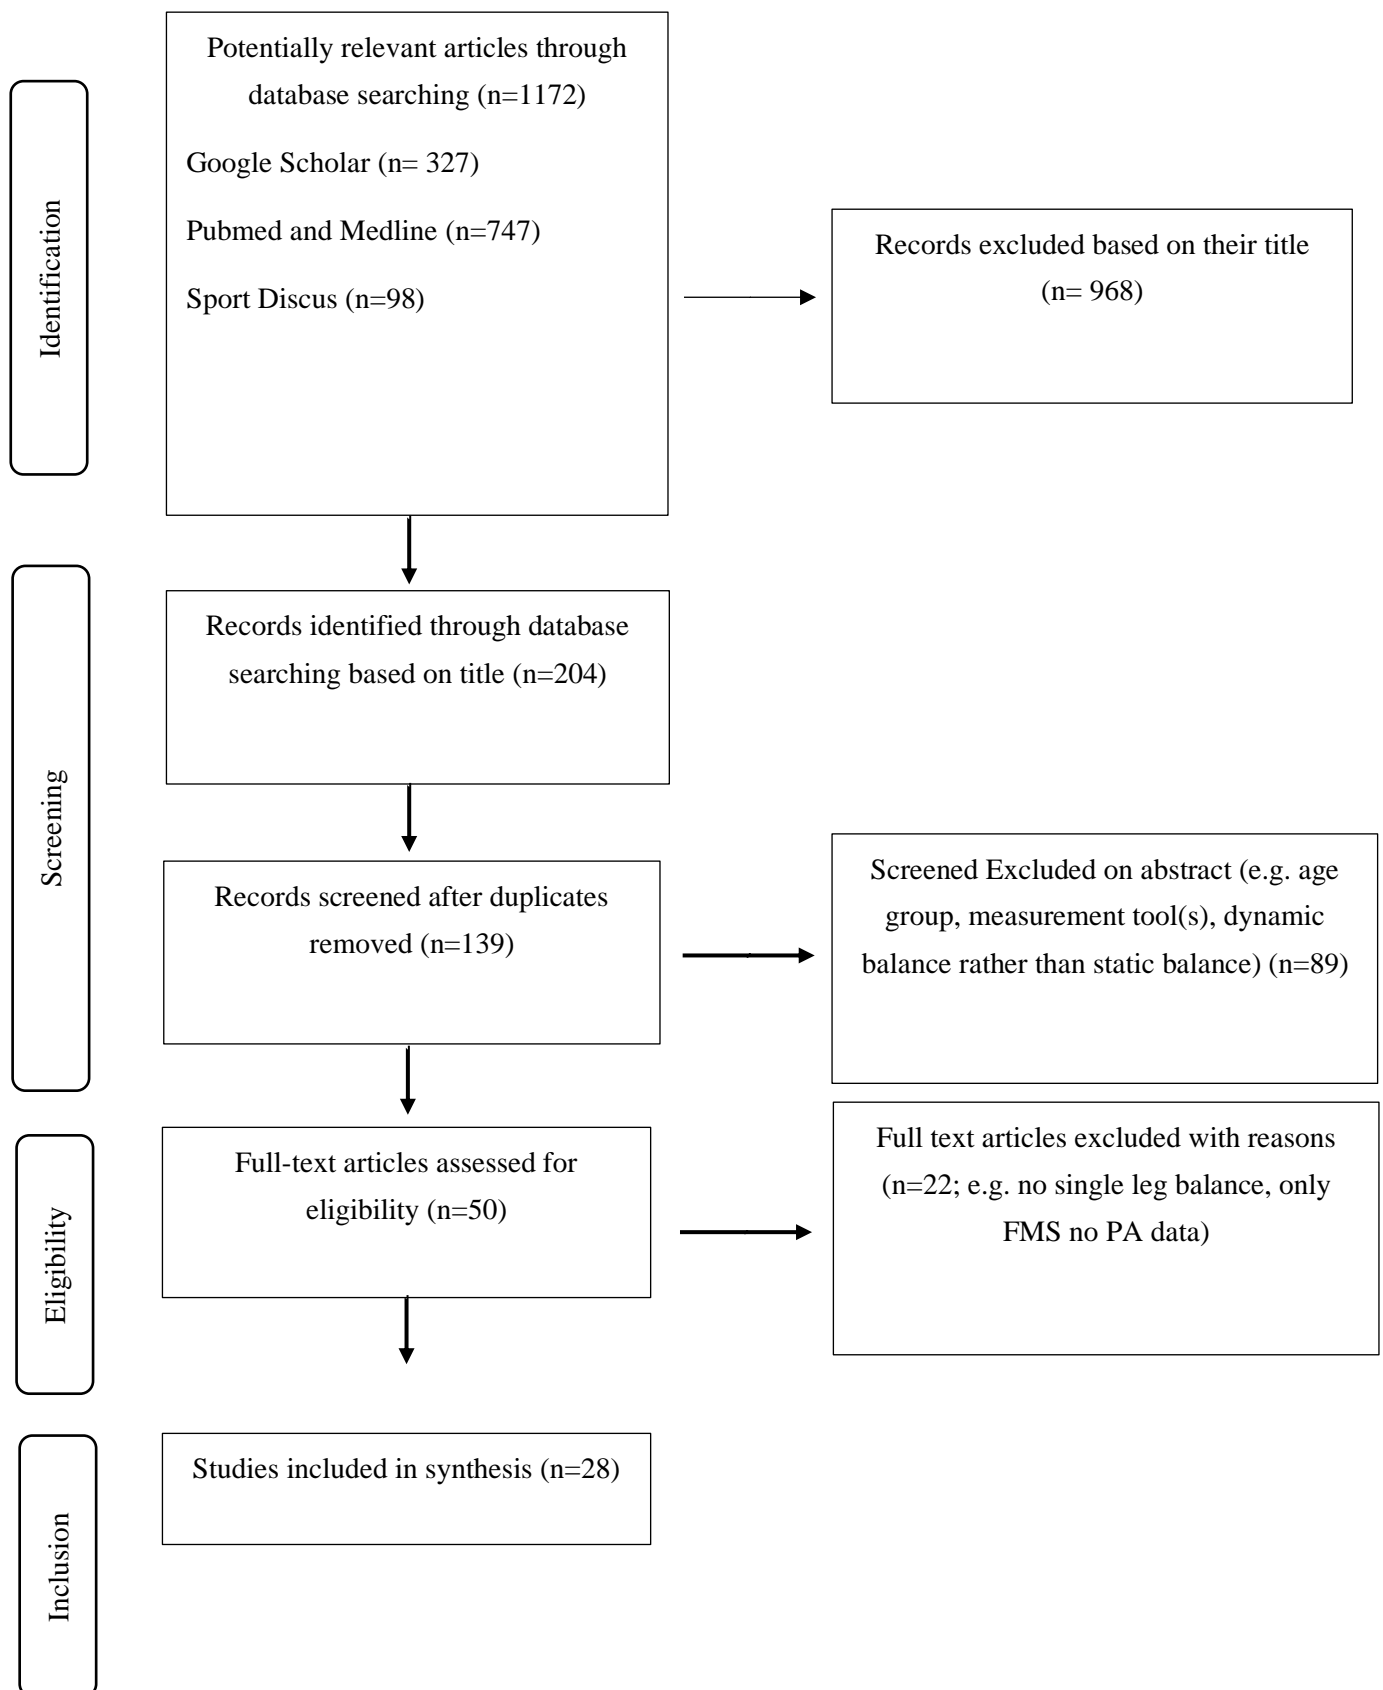 Identification
Potentially relevant articles through
database searching (n=1172)
Google Scholar (n= 327)
Pubmed and Medline (n=747)
Sport Discus (n=98)
Records excluded based on their title
(n= 968)
Screening
Records identified through database
searching based on title (n=204)
Records screened after duplicates
removed (n=139)
Screened Excluded on abstract (e.g. age
group, measurement tool(s), dynamic
balance rather than static balance) (n=89)
Eligibility
Full-text articles assessed for
eligibility (n=50)
Full text articles excluded with reasons
(n=22; e.g. no single leg balance, only
FMS no PA data)
Inclusion
Studies included in synthesis (n=28)